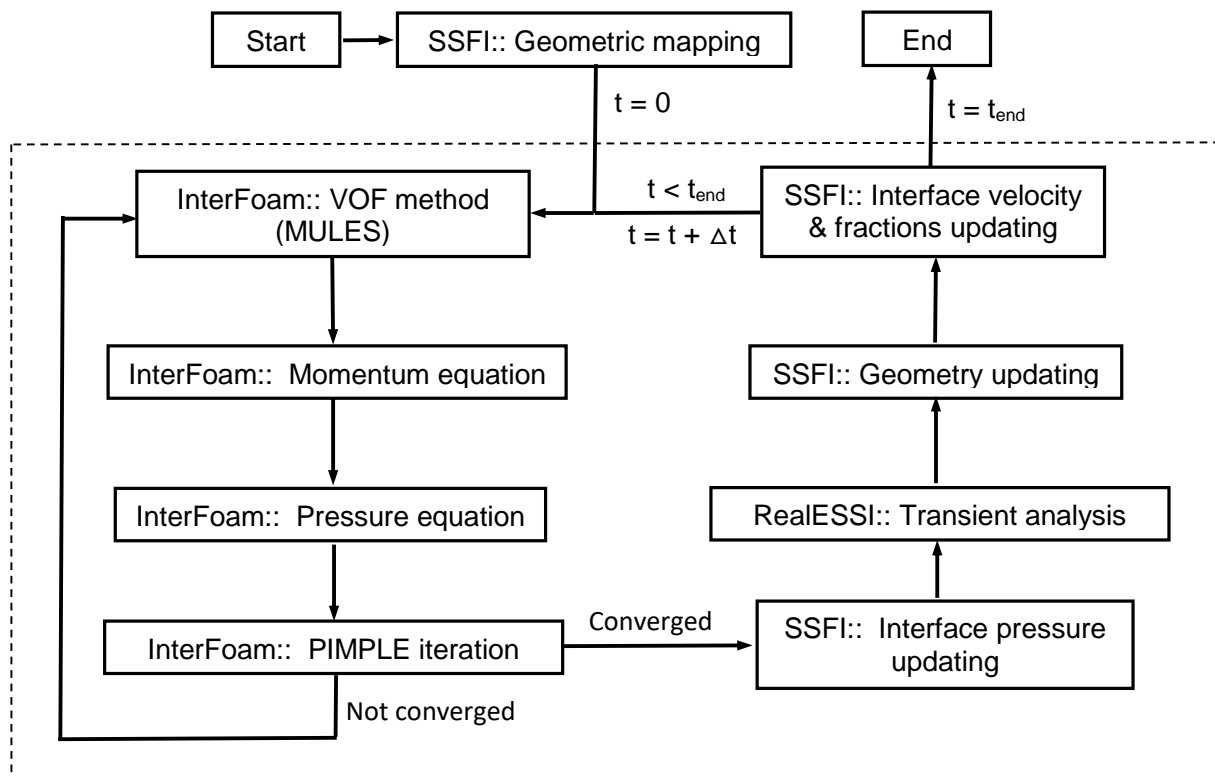 Start
SSFI:: Geometric mapping
End
t = 0
t = tend
InterFoam:: VOF method
(MULES)
t < tend
t = t + Δt
SSFI:: Interface velocity
& fractions updating
InterFoam::  Momentum equation
SSFI:: Geometry updating
InterFoam::  Pressure equation
RealESSI:: Transient analysis
InterFoam::  PIMPLE iteration
Converged
SSFI::  Interface pressure
updating
Not converged